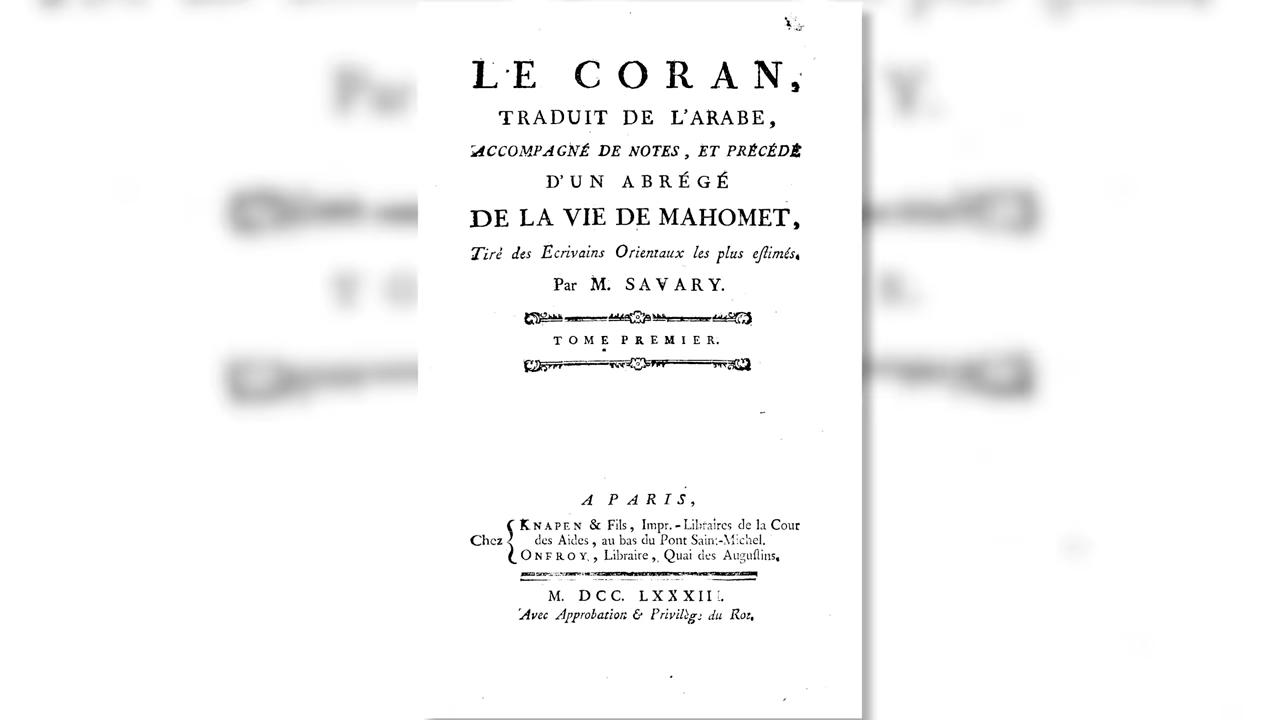 LE CORAN,
TRADUIT DE L'ARABE,
ACCOMPAGNÉ DE NOTES, ET PRÉCÉDÉ
D'UN ABRÉGÉ
DE LA VIE DE MAHOMET,
Tiré des Ecrivains Orientaux les plus eſtimés.
Par M. SAVARY.
TOME PREMIER.
A PARIS,
Chez { KNAPEN & Fils, Impr.-Libraires de la Cour
des Aides, au bas du Pont Saint-Michel.
ONFROY, Libraire, Quai des Auguſtins.
M. DCC. LXXXIII.
Avec Approbation & Privilège du Roi.